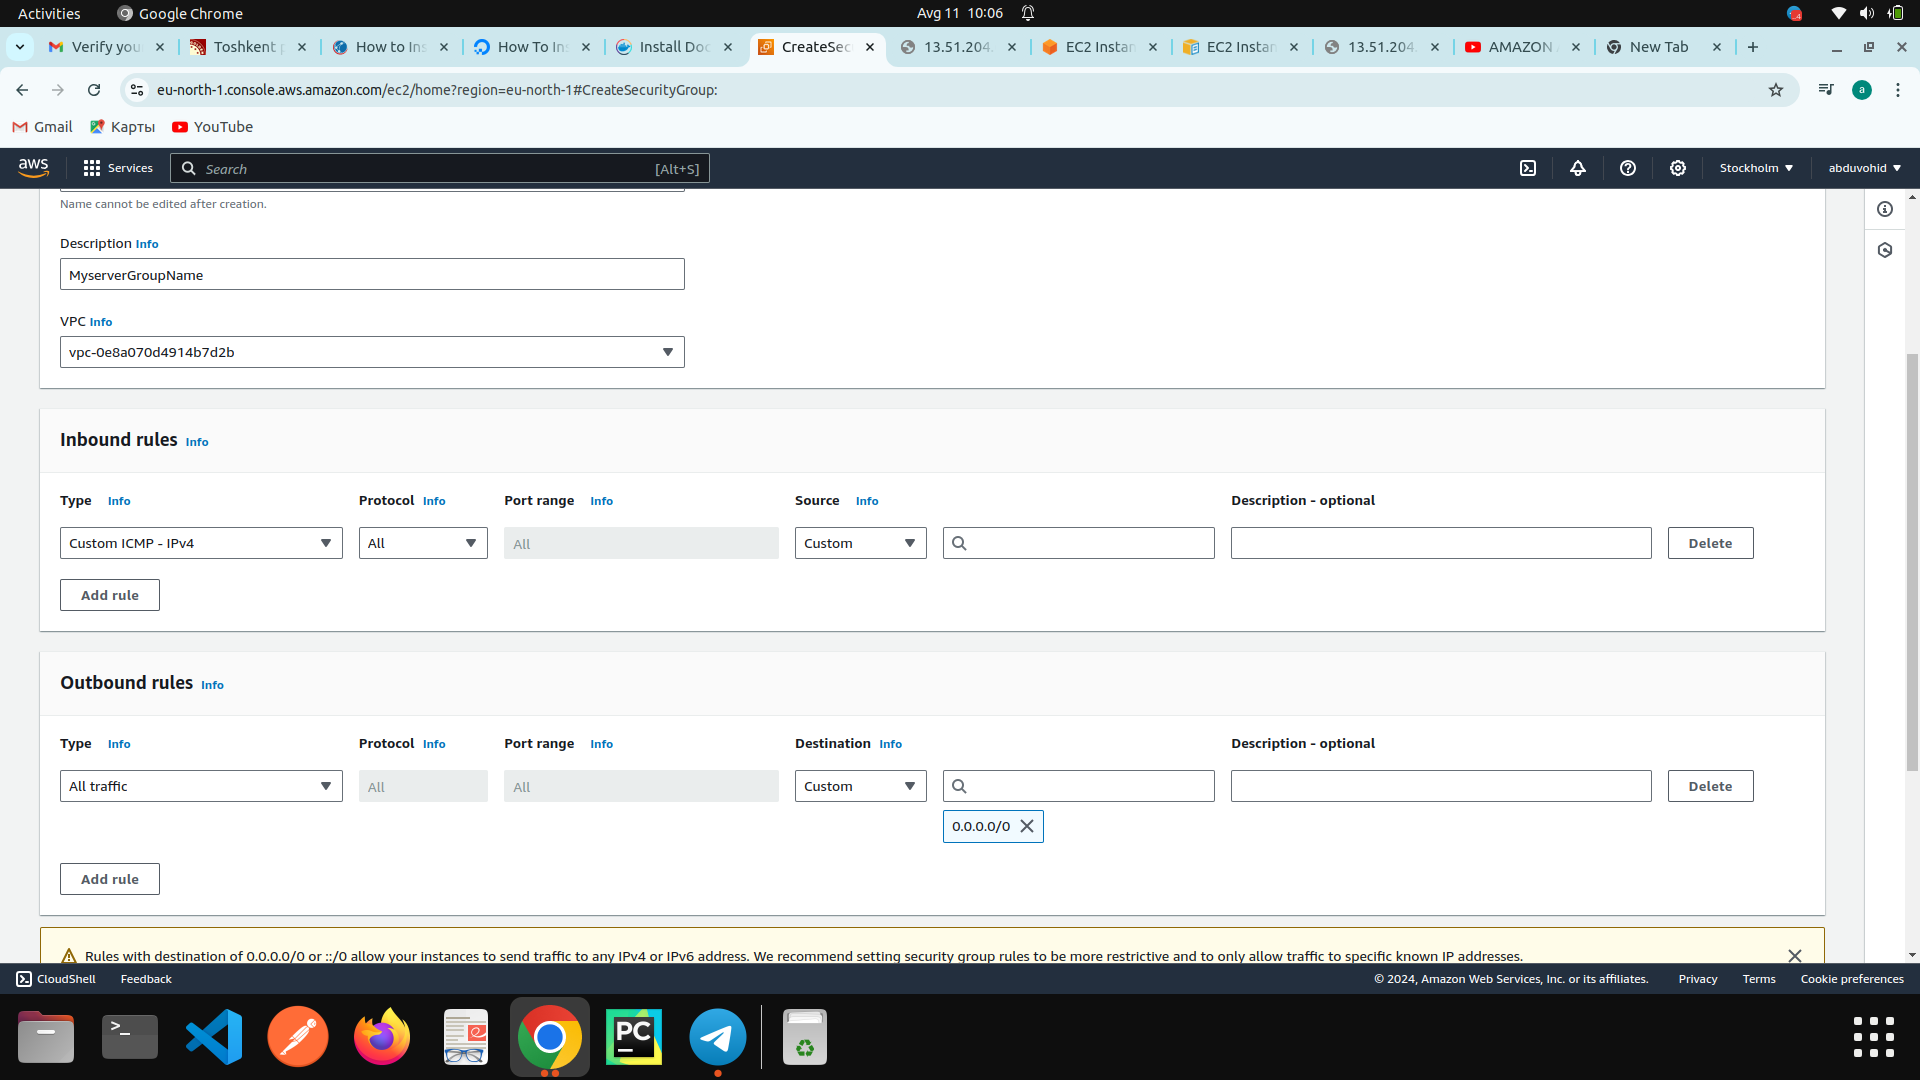 Activities Google Chrome Avg 11 10:06
Verify you Toshkent How to Ins How To Ins Install Doc CreateSec 13.51.204. EC2 Instan EC2 Instan 13.51.204. AMAZON New Tab
eu-north-1.console.aws.amazon.com/ec2/home?region=eu-north-1#CreateSecurityGroup: a
Gmail Карты YouTube
aws Services Search [Alt+S] Stockholm abduvohid
Name cannot be edited after creation.
Description Info
MyserverGroupName
VPC Info
vpc-0e8a070d4914b7d2b
Inbound rules Info
Type Info Protocol Info Port range Info Source Info Description - optional
Custom ICMP - IPv4 All All Custom Delete
Add rule
Outbound rules Info
Type Info Protocol Info Port range Info Destination Info Description - optional
All traffic All All Custom Delete
0.0.0.0/0
Add rule
Rules with destination of 0.0.0.0/0 or ::/0 allow your instances to send traffic to any IPv4 or IPv6 address. We recommend setting security group rules to be more restrictive and to only allow traffic to specific known IP addresses.
CloudShell Feedback © 2024, Amazon Web Services, Inc. or its affiliates. Privacy Terms Cookie preferences
PC